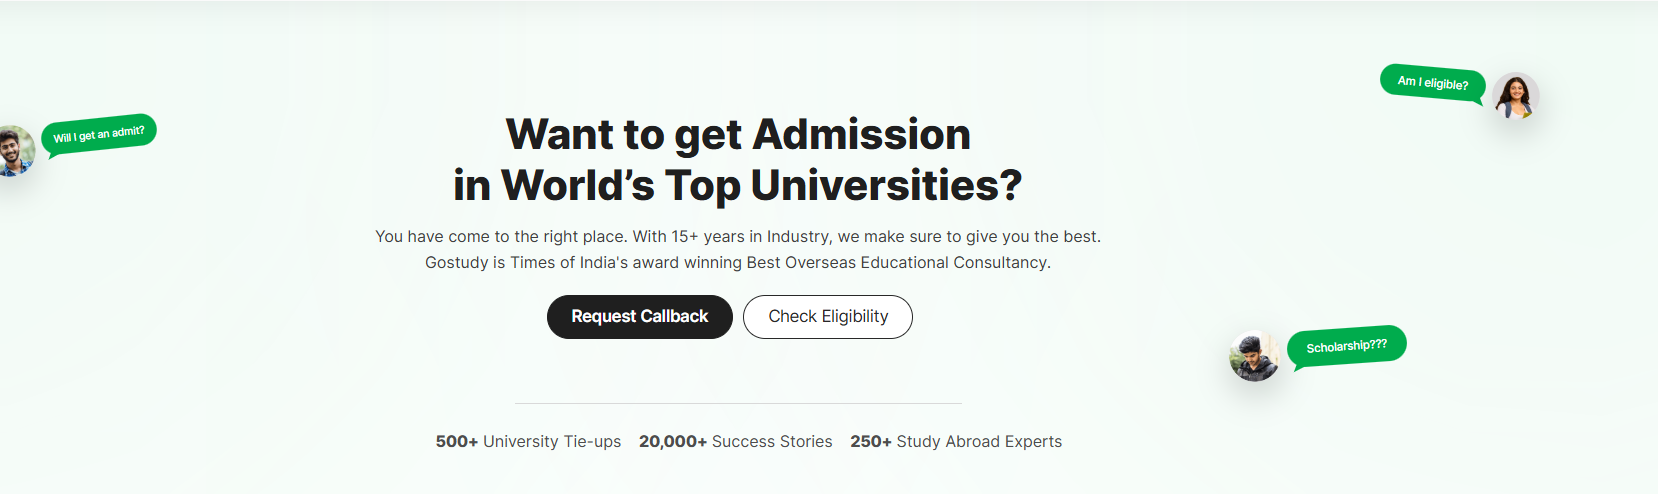 Am I eligible?
Will I get an admit?
Want to get Admission
in World’s Top Universities?
You have come to the right place. With 15+ years in Industry, we make sure to give you the best.
Gostudy is Times of India's award winning Best Overseas Educational Consultancy.
Request Callback
Check Eligibility
Scholarship???
500+ University Tie-ups 20,000+ Success Stories 250+ Study Abroad Experts